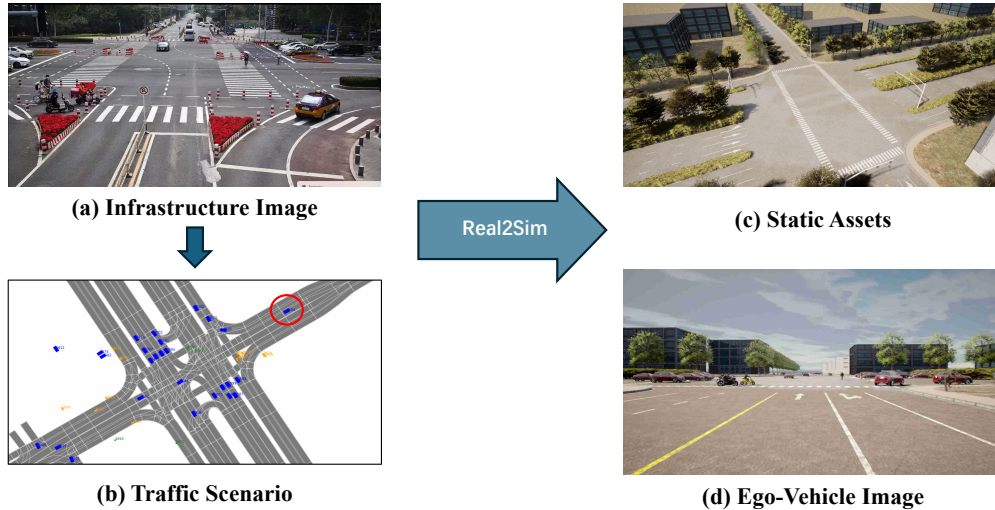 (a) Infrastructure Image
Real2Sim
(c) Static Assets
(b) Traffic Scenario
(d) Ego-Vehicle Image